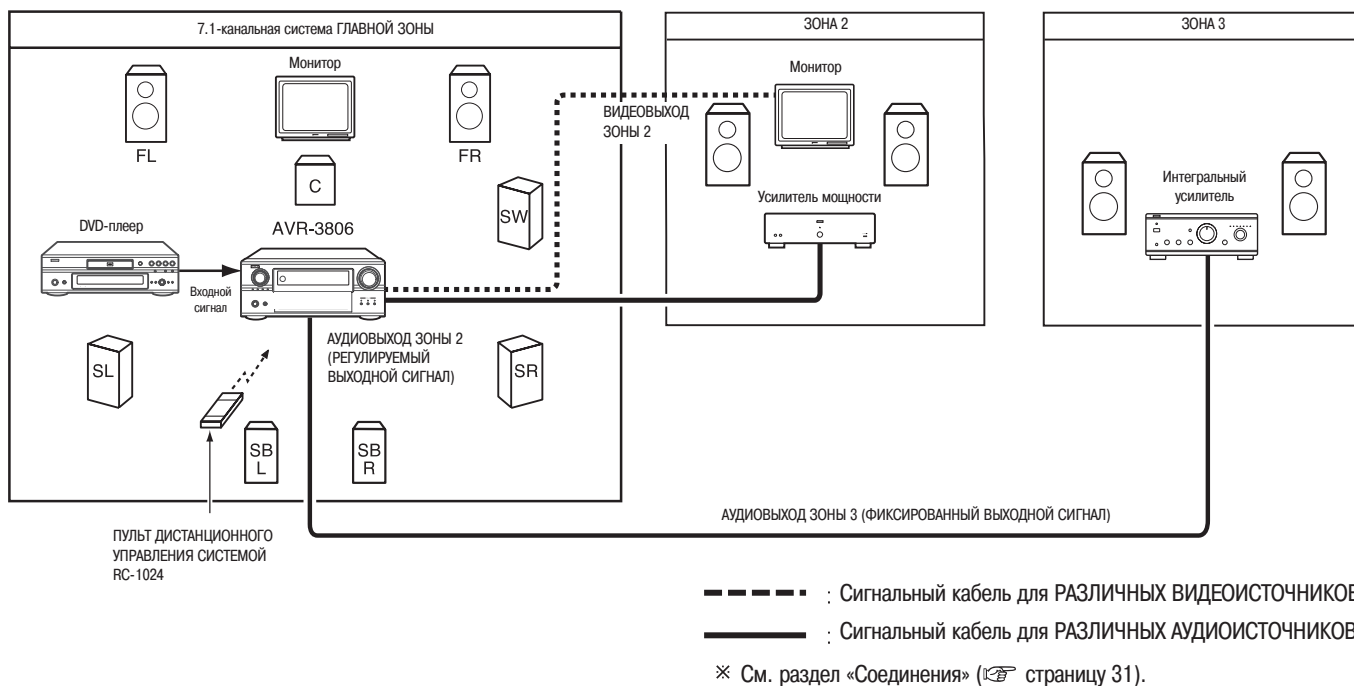 7.1-канальная система ГЛАВНОЙ ЗОНЫ
Монитор
FL
FR
C
SW
DVD-плеер
AVR-3806
Входной
сигнал
АУДИОВЫХОД ЗОНЫ 2
(РЕГУЛИРУЕМЫЙ
ВЫХОДНОЙ СИГНАЛ)
SL
SR
SB
L
SB
R
ПУЛЬТ ДИСТАНЦИОННОГО
УПРАВЛЕНИЯ СИСТЕМОЙ
RC-1024
ВИДЕОВЫХОД
ЗОНЫ 2
ЗОНА 2
Монитор
Усилитель мощности
ЗОНА 3
Интегральный
усилитель
АУДИОВЫХОД ЗОНЫ 3 (ФИКСИРОВАННЫЙ ВЫХОДНОЙ СИГНАЛ)
: Сигнальный кабель для РАЗЛИЧНЫХ ВИДЕОИСТОЧНИКОВ
: Сигнальный кабель для РАЗЛИЧНЫХ АУДИОИСТОЧНИКОВ
※ См. раздел «Соединения» (☞ страницу 31).